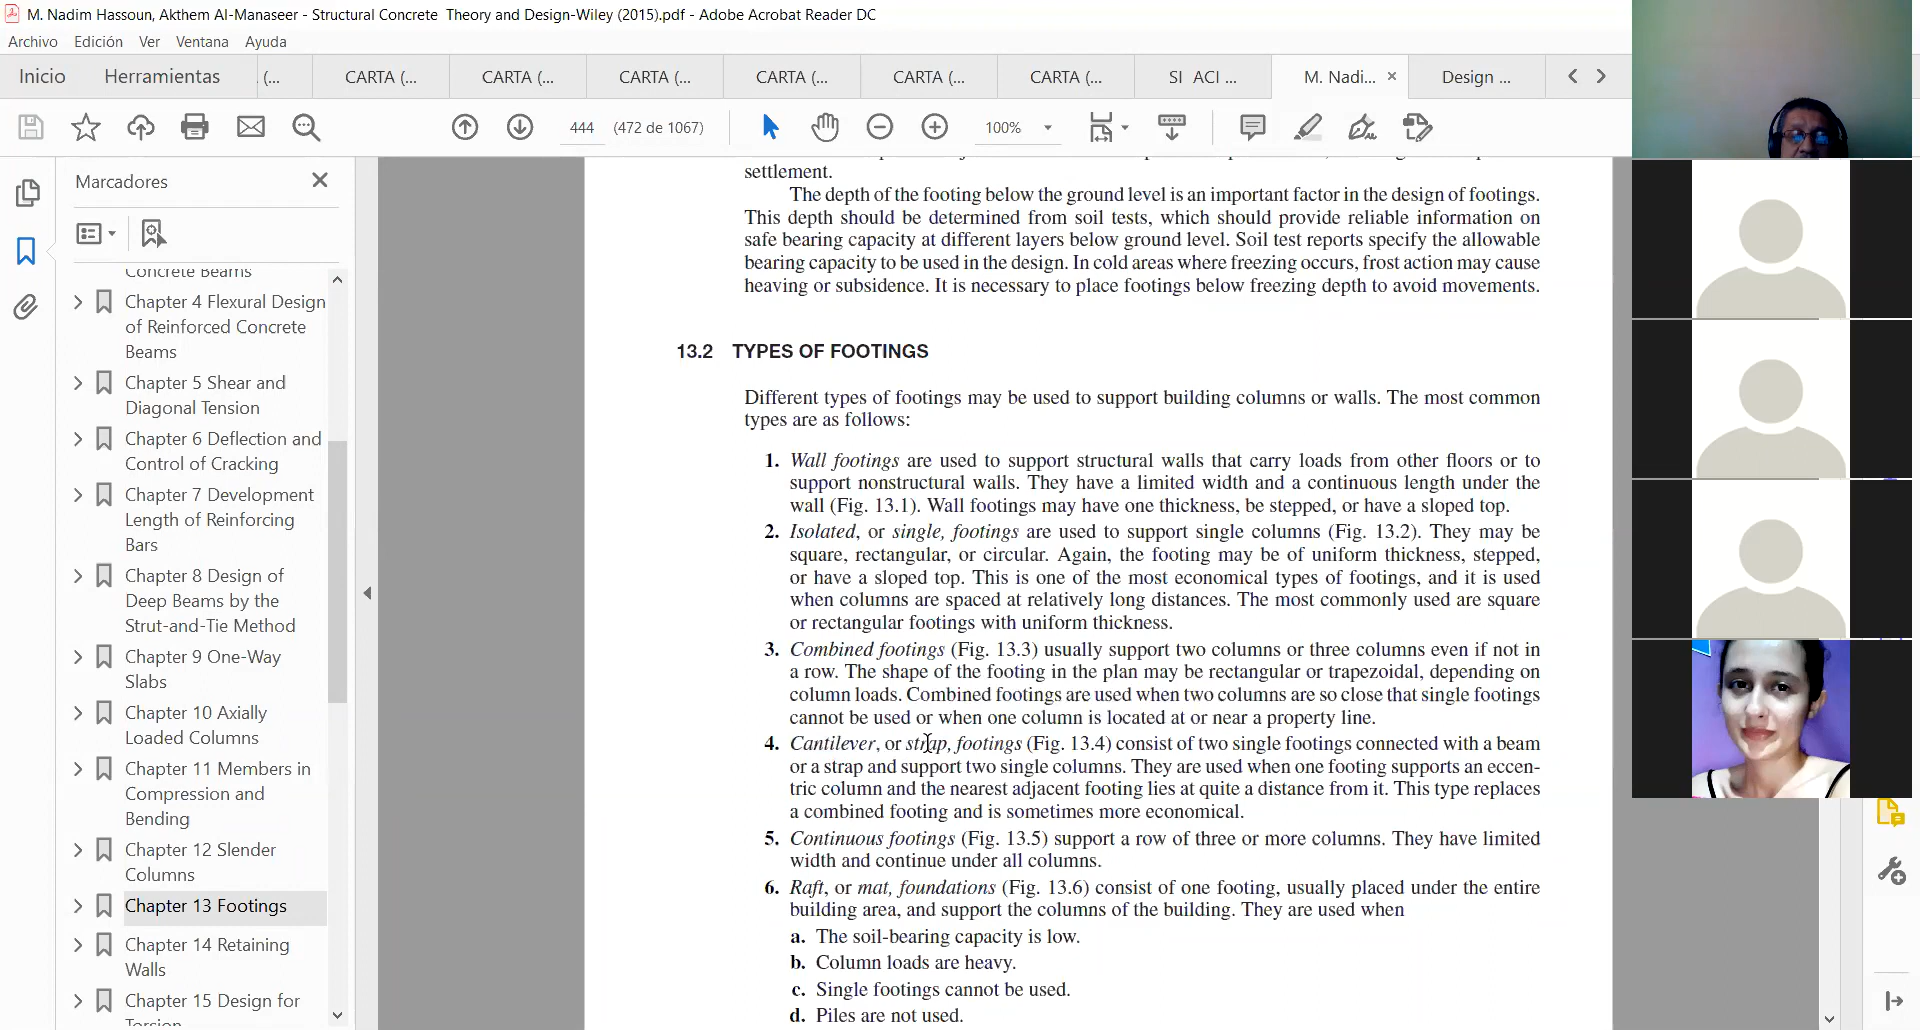 M. Nadim Hassoun, Akthem Al-Manaseer - Structural Concrete  Theory and Design-Wiley (2015).pdf - Adobe Acrobat Reader DC
Archivo Edición Ver Ventana Ayuda
Inicio Herramientas (... CARTA (... CARTA (... CARTA (... CARTA (... CARTA (... CARTA (... SI ACI ... M. Nadi... × Design ...
444 (472 de 1067) 100%
Marcadores
Concrete Beams
Chapter 4 Flexural Design
of Reinforced Concrete
Beams
Chapter 5 Shear and
Diagonal Tension
Chapter 6 Deflection and
Control of Cracking
Chapter 7 Development
Length of Reinforcing
Bars
Chapter 8 Design of
Deep Beams by the
Strut-and-Tie Method
Chapter 9 One-Way
Slabs
Chapter 10 Axially
Loaded Columns
Chapter 11 Members in
Compression and
Bending
Chapter 12 Slender
Columns
Chapter 13 Footings
Chapter 14 Retaining
Walls
Chapter 15 Design for
Torsion
settlement.
The depth of the footing below the ground level is an important factor in the design of footings.
This depth should be determined from soil tests, which should provide reliable information on
safe bearing capacity at different layers below ground level. Soil test reports specify the allowable
bearing capacity to be used in the design. In cold areas where freezing occurs, frost action may cause
heaving or subsidence. It is necessary to place footings below freezing depth to avoid movements.
13.2 TYPES OF FOOTINGS
Different types of footings may be used to support building columns or walls. The most common
types are as follows:
1. Wall footings are used to support structural walls that carry loads from other floors or to
support nonstructural walls. They have a limited width and a continuous length under the
wall (Fig. 13.1). Wall footings may have one thickness, be stepped, or have a sloped top.
2. Isolated, or single, footings are used to support single columns (Fig. 13.2). They may be
square, rectangular, or circular. Again, the footing may be of uniform thickness, stepped,
or have a sloped top. This is one of the most economical types of footings, and it is used
when columns are spaced at relatively long distances. The most commonly used are square
or rectangular footings with uniform thickness.
3. Combined footings (Fig. 13.3) usually support two columns or three columns even if not in
a row. The shape of the footing in the plan may be rectangular or trapezoidal, depending on
column loads. Combined footings are used when two columns are so close that single footings
cannot be used or when one column is located at or near a property line.
4. Cantilever, or strap, footings (Fig. 13.4) consist of two single footings connected with a beam
or a strap and support two single columns. They are used when one footing supports an eccen-
tric column and the nearest adjacent footing lies at quite a distance from it. This type replaces
a combined footing and is sometimes more economical.
5. Continuous footings (Fig. 13.5) support a row of three or more columns. They have limited
width and continue under all columns.
6. Raft, or mat, foundations (Fig. 13.6) consist of one footing, usually placed under the entire
building area, and support the columns of the building. They are used when
a. The soil-bearing capacity is low.
b. Column loads are heavy.
c. Single footings cannot be used.
d. Piles are not used.